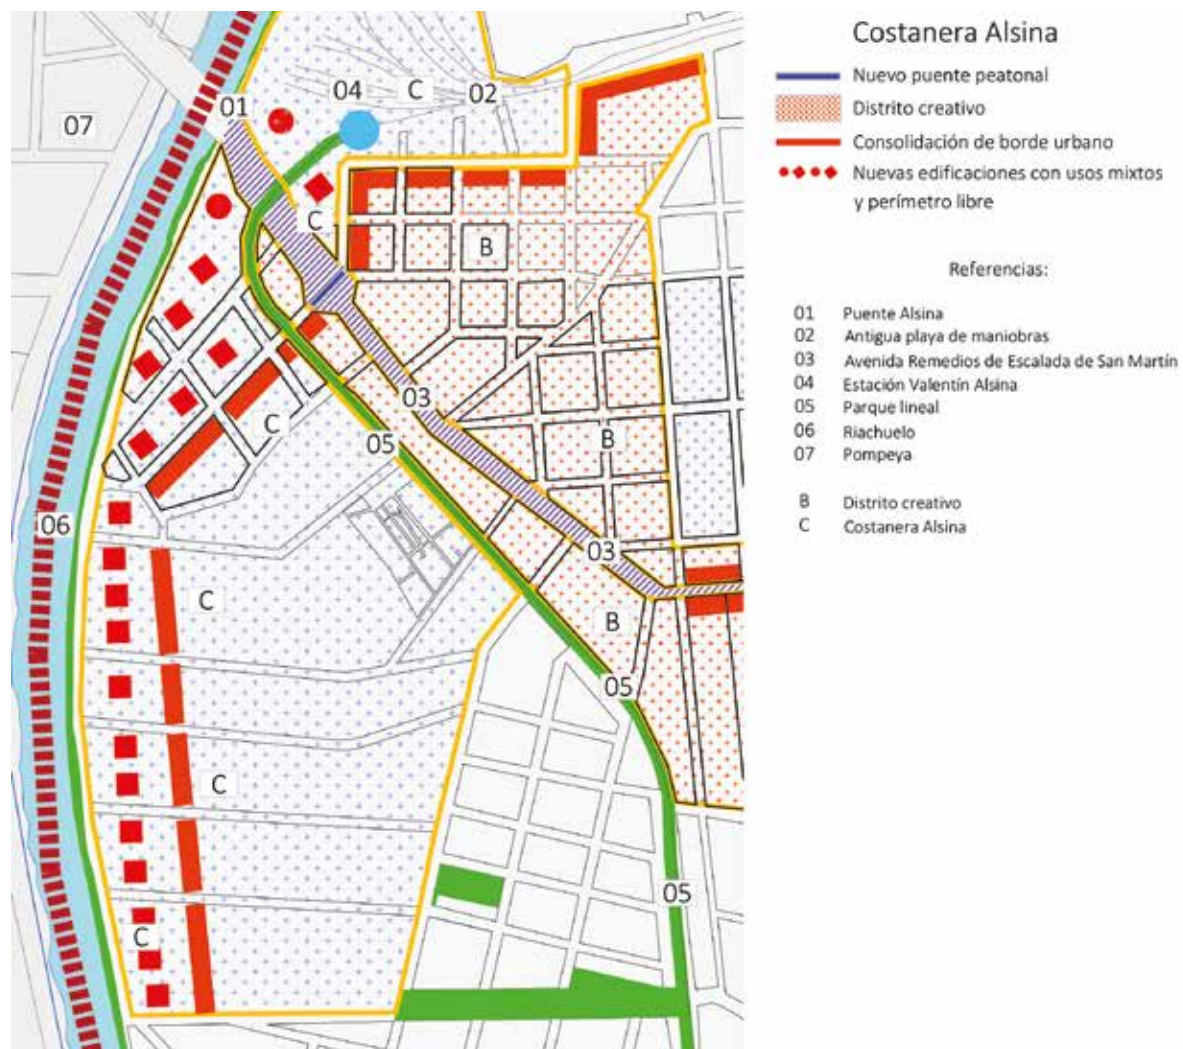 Costanera Alsina
Nuevo puente peatonal
Distrito creativo
Consolidación de borde urbano
Nuevas edificaciones con usos mixtos
y perímetro libre
Referencias:
01 Puente Alsina
02 Antigua playa de maniobras
03 Avenida Remedios de Escalada de San Martín
04 Estación Valentín Alsina
05 Parque lineal
06 Riachuelo
07 Pompeya
B Distrito creativo
C Costanera Alsina
04
C
02
01
07
C
B
03
C
05
B
06
03
C
B
05
C
05
C